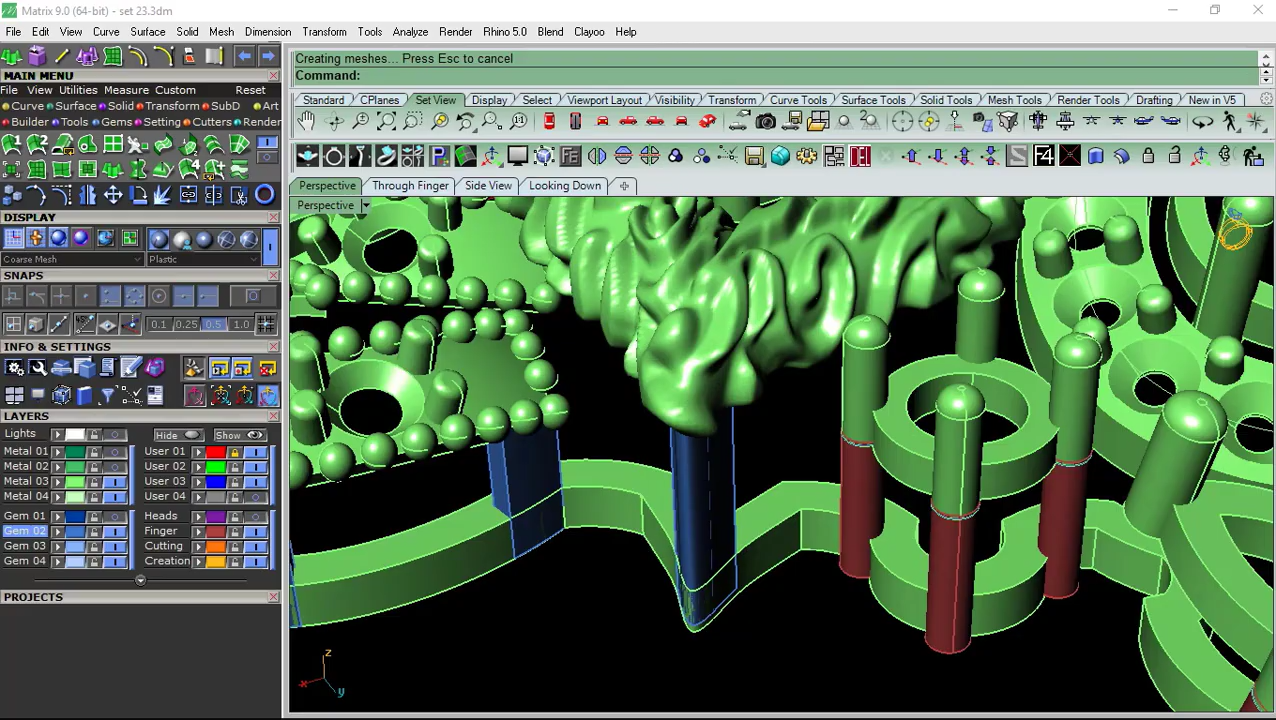 Matrix 9.0 (64-bit) - set 23.3dm
File Edit View Curve Surface Solid Mesh Dimension Transform Tools Analyze Render Rhino 5.0 Blend Clayoo Help
Creating meshes... Press Esc to cancel
Command:
MAIN MENU
File View Utilities Measure Custom Reset
Curve Surface Solid Transform SubD Art
Builder Tools Gems Setting Cutters Render
Standard CPlanes Set View Display Select Viewport Layout Visibility Transform Curve Tools Surface Tools Solid Tools Mesh Tools Render Tools Drafting New in V5
Perspective Through Finger Side View Looking Down
Perspective
DISPLAY
Coarse Mesh Plastic
SNAPS
0.1 0.25 0.5 1.0
INFO & SETTINGS
LAYERS
Lights Hide Show
Metal 01 User 01
Metal 02 User 02
Metal 03 User 03
Metal 04 User 04
Gem 01 Heads
Gem 02 Finger
Gem 03 Cutting
Gem 04 Creation
PROJECTS
z
x
y